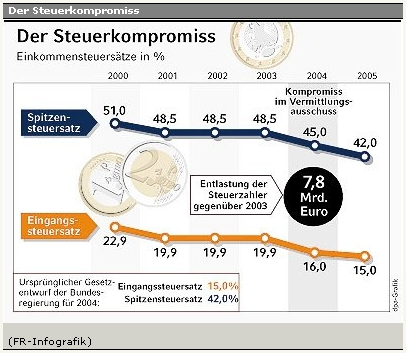 Der Steuerkompromiss
Der Steuerkompromiss
Einkommensteuersätze in %
2000 2001 2002 2003 2004 2005
Kompromiss
im Vermittlungs-
ausschuss
Spitzen-
steuersatz
51,0 48,5 48,5 48,5 45,0 42,0
Entlastung der
Steuerzahler
gegenüber 2003
7,8
Mrd.
Euro
Eingangs-
steuersatz
22,9 19,9 19,9 19,9 16,0 15,0
Ursprünglicher Gesetz-
entwurf der Bundes-
regierung für 2004:
Eingangssteuersatz 15,0%
Spitzensteuersatz 42,0%
dpa-Grafik
(FR-Infografik)